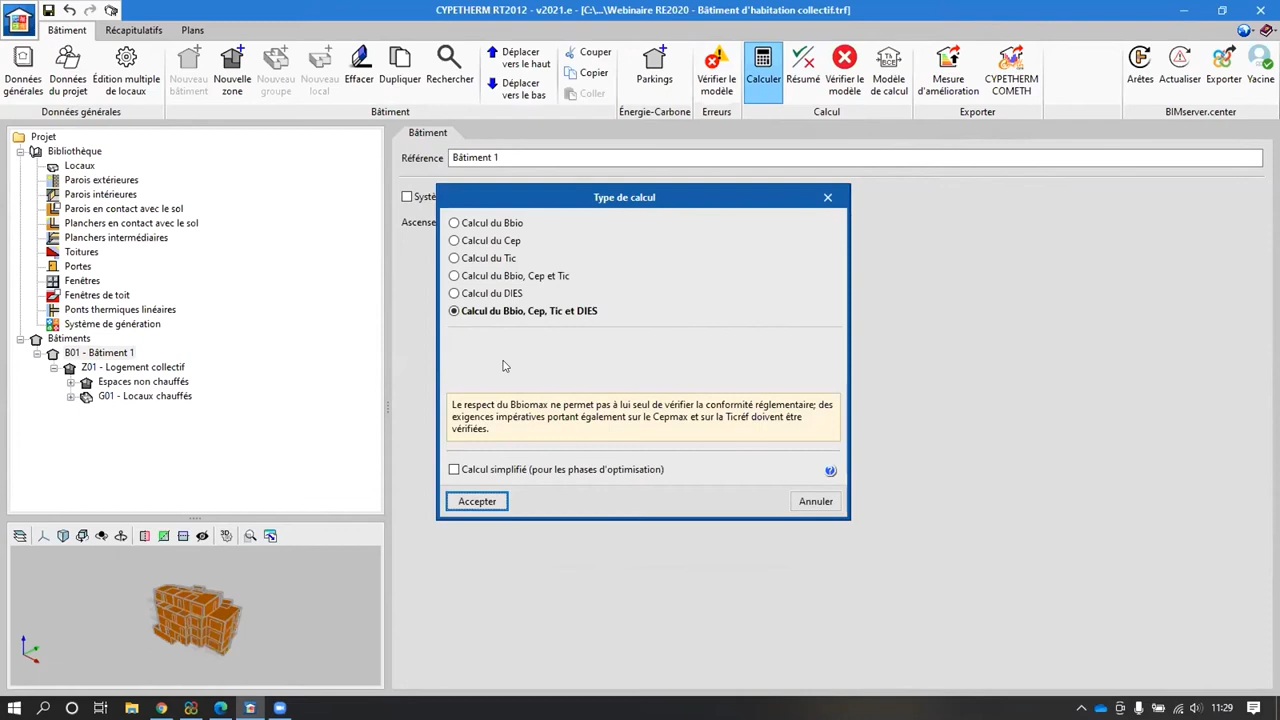 CYPETHERM RT2012 - v2021.e - [C:\...\Webinaire RE2020 - Bâtiment d'habitation collectif.trf]
Bâtiment
Récapitulatifs
Plans
Données générales
Données du projet
Édition multiple de locaux
Nouveau bâtiment
Nouvelle zone
Nouveau groupe
Nouveau local
Effacer
Dupliquer
Rechercher
Déplacer vers le haut
Déplacer vers le bas
Couper
Copier
Coller
Parkings
Vérifier le modèle
Calculer
Résumé
Vérifier le modèle
Modèle de calcul
Mesure d'amélioration
CYPETHERM COMETH
Arêtes
Actualiser
Exporter
Yacine
Données générales
Bâtiment
Énergie-Carbone
Erreurs
Calcul
Exporter
BIMserver.center
Projet
Bibliothèque
Locaux
Parois extérieures
Parois intérieures
Parois en contact avec le sol
Planchers en contact avec le sol
Planchers intermédiaires
Toitures
Portes
Fenêtres
Fenêtres de toit
Ponts thermiques linéaires
Système de génération
Bâtiments
B01 - Bâtiment 1
Z01 - Logement collectif
Espaces non chauffés
G01 - Locaux chauffés
Bâtiment
Référence
Bâtiment 1
Systè
Ascense
Type de calcul
Calcul du Bbio
Calcul du Cep
Calcul du Tic
Calcul du Bbio, Cep et Tic
Calcul du DIES
Calcul du Bbio, Cep, Tic et DIES
Le respect du Bbiomax ne permet pas à lui seul de vérifier la conformité réglementaire; des
exigences impératives portant également sur le Cepmax et sur la Ticréf doivent être
vérifiées.
Calcul simplifié (pour les phases d'optimisation)
Accepter
Annuler
3D
11:29